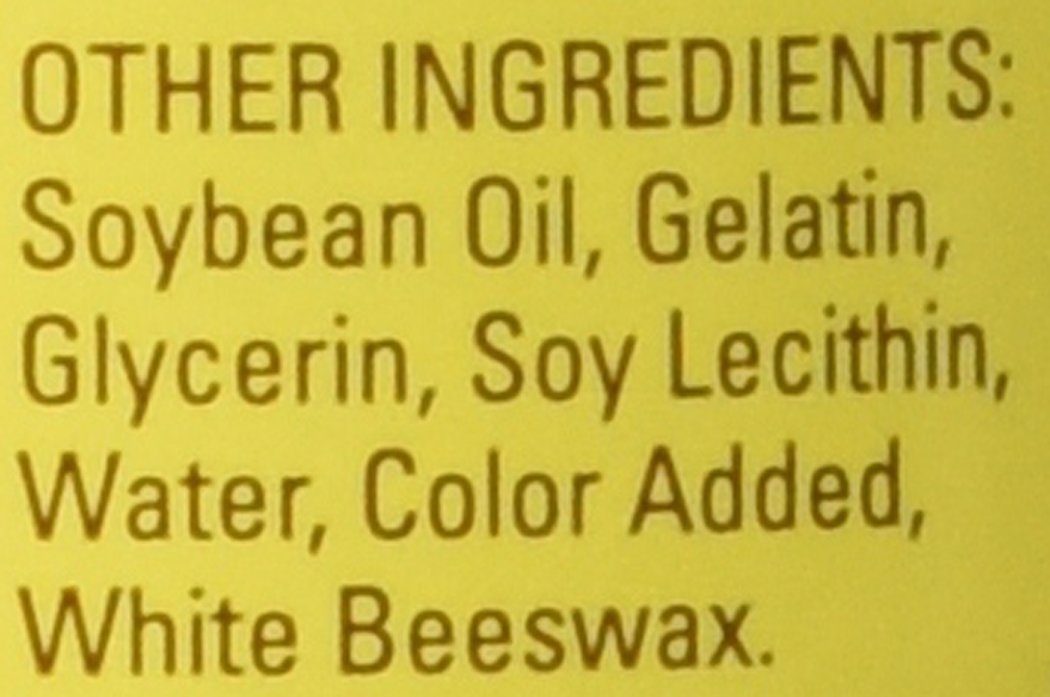 OTHER INGREDIENTS:
Soybean Oil, Gelatin,
Glycerin, Soy Lecithin,
Water, Color Added,
White Beeswax.